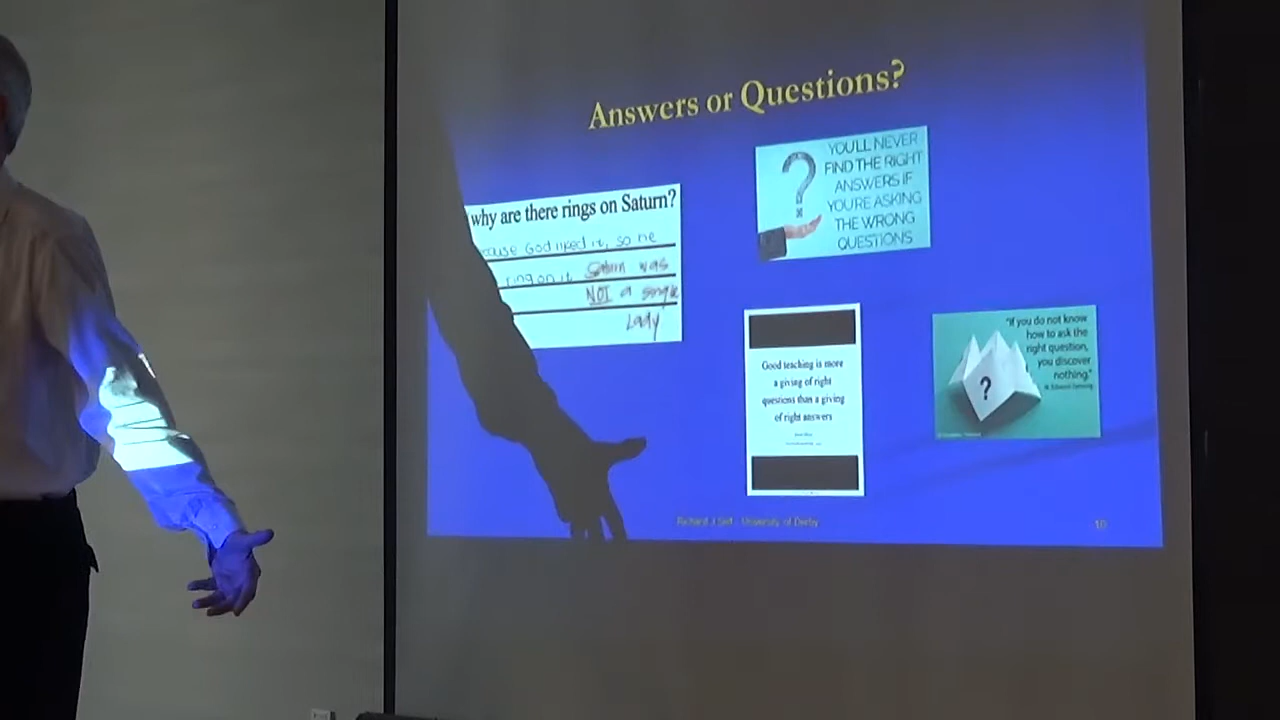 Answers or Questions?
why are there rings on Saturn?
God liked it, so he
ring on it Saturn was
NOT a single
Lady
YOU'LL NEVER
FIND THE RIGHT
ANSWERS IF
YOU'RE ASKING
THE WRONG
QUESTIONS
Good teaching is more
a giving of right
questions than a giving
of right answers
"If you do not know
how to ask the
right question,
you discover
nothing."
W. Edwards Deming
?
Richard J Self - University of Derby
10